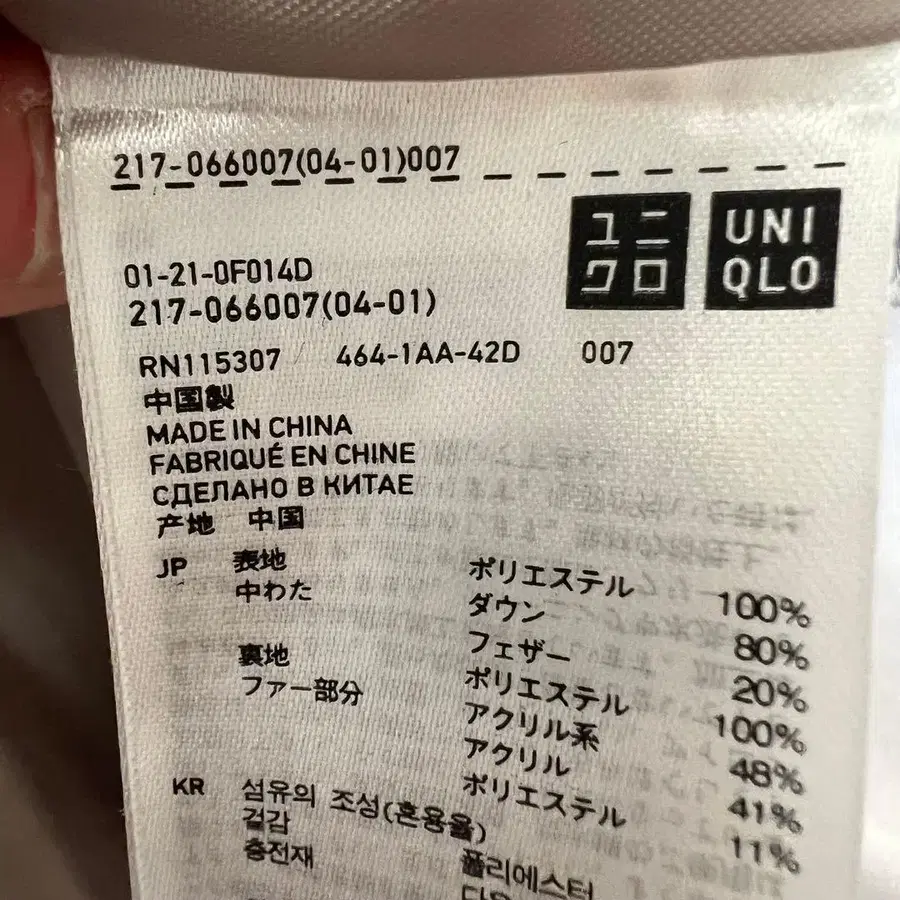 217-066007(04-01)007
ユニクロ
UNIQLO
01-21-0F014D
217-066007(04-01)
RN115307 464-1AA-42D 007
中国製
MADE IN CHINA
FABRIQUÉ EN CHINE
СДЕЛАНО В КИТАЕ
产地 中国
JP 表地 ポリエステル 100%
中わた ダウン 80%
フェザー 20%
裏地 ポリエステル 100%
ファー部分 アクリル系 48%
アクリル 41%
ポリエステル 11%
KR 섬유의 조성(혼용율)
겉감 폴리에스터
충전재